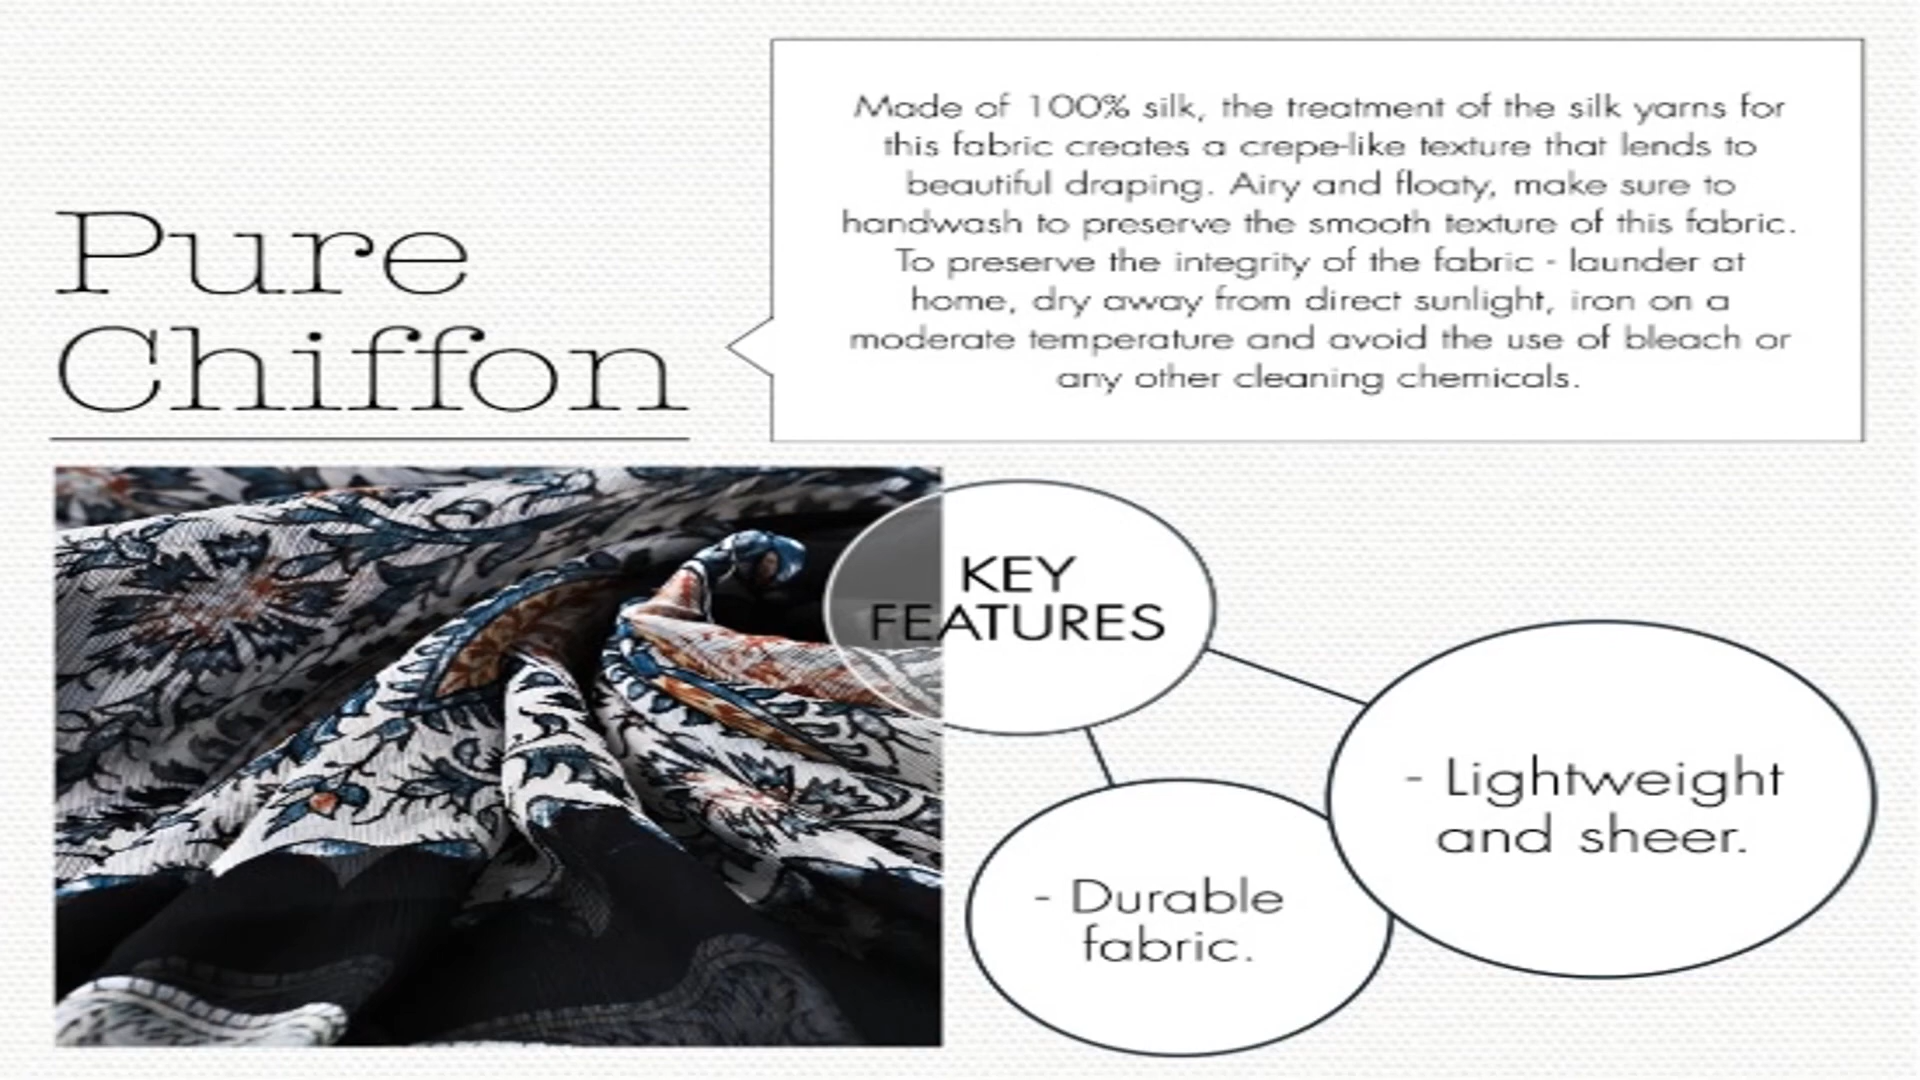 Pure
Chiffon
Made of 100% silk, the treatment of the silk yarns for
this fabric creates a crepe-like texture that lends to
beautiful draping. Airy and floaty, make sure to
handwash to preserve the smooth texture of this fabric.
To preserve the integrity of the fabric - launder at
home, dry away from direct sunlight, iron on a
moderate temperature and avoid the use of bleach or
any other cleaning chemicals.
KEY
FEATURES
- Lightweight
and sheer.
- Durable
fabric.